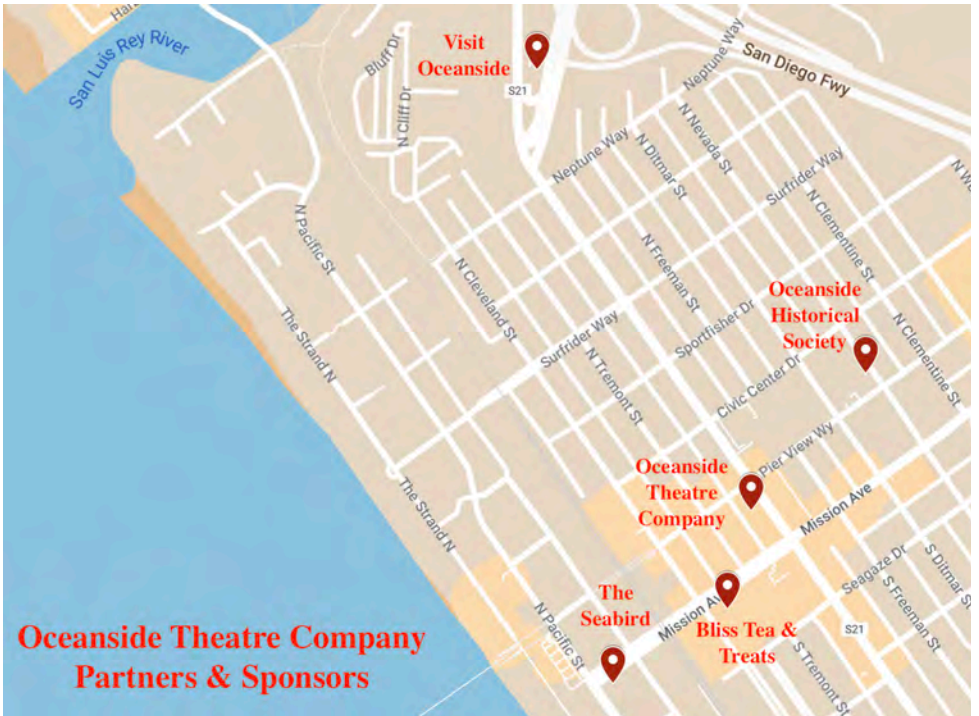 Har
San Luis Rey River
Bluff Dr
N Cliff Dr
Visit
Oceanside
S21
Neptune Way
San Diego Fwy
Neptune Way
N Nevada St
N Ditmar St
Surfrider Way
N Clementine St
N W
N Pacific St
N Cleveland St
N Freeman St
Sportfisher Dr
Oceanside
Historical
Society
The Strand N
Surfrider Way
N Tremont St
Civic Center Dr
N Clementine St
Pier View Wy
Oceanside
Theatre
Company
Mission Ave
The Strand N
Seagaze Dr
S Ditmar St
S Freeman St
The
Seabird
N Pacific St
Mission Av
Bliss Tea &
Treats
S21
S Tremont St
Oceanside Theatre Company
Partners & Sponsors